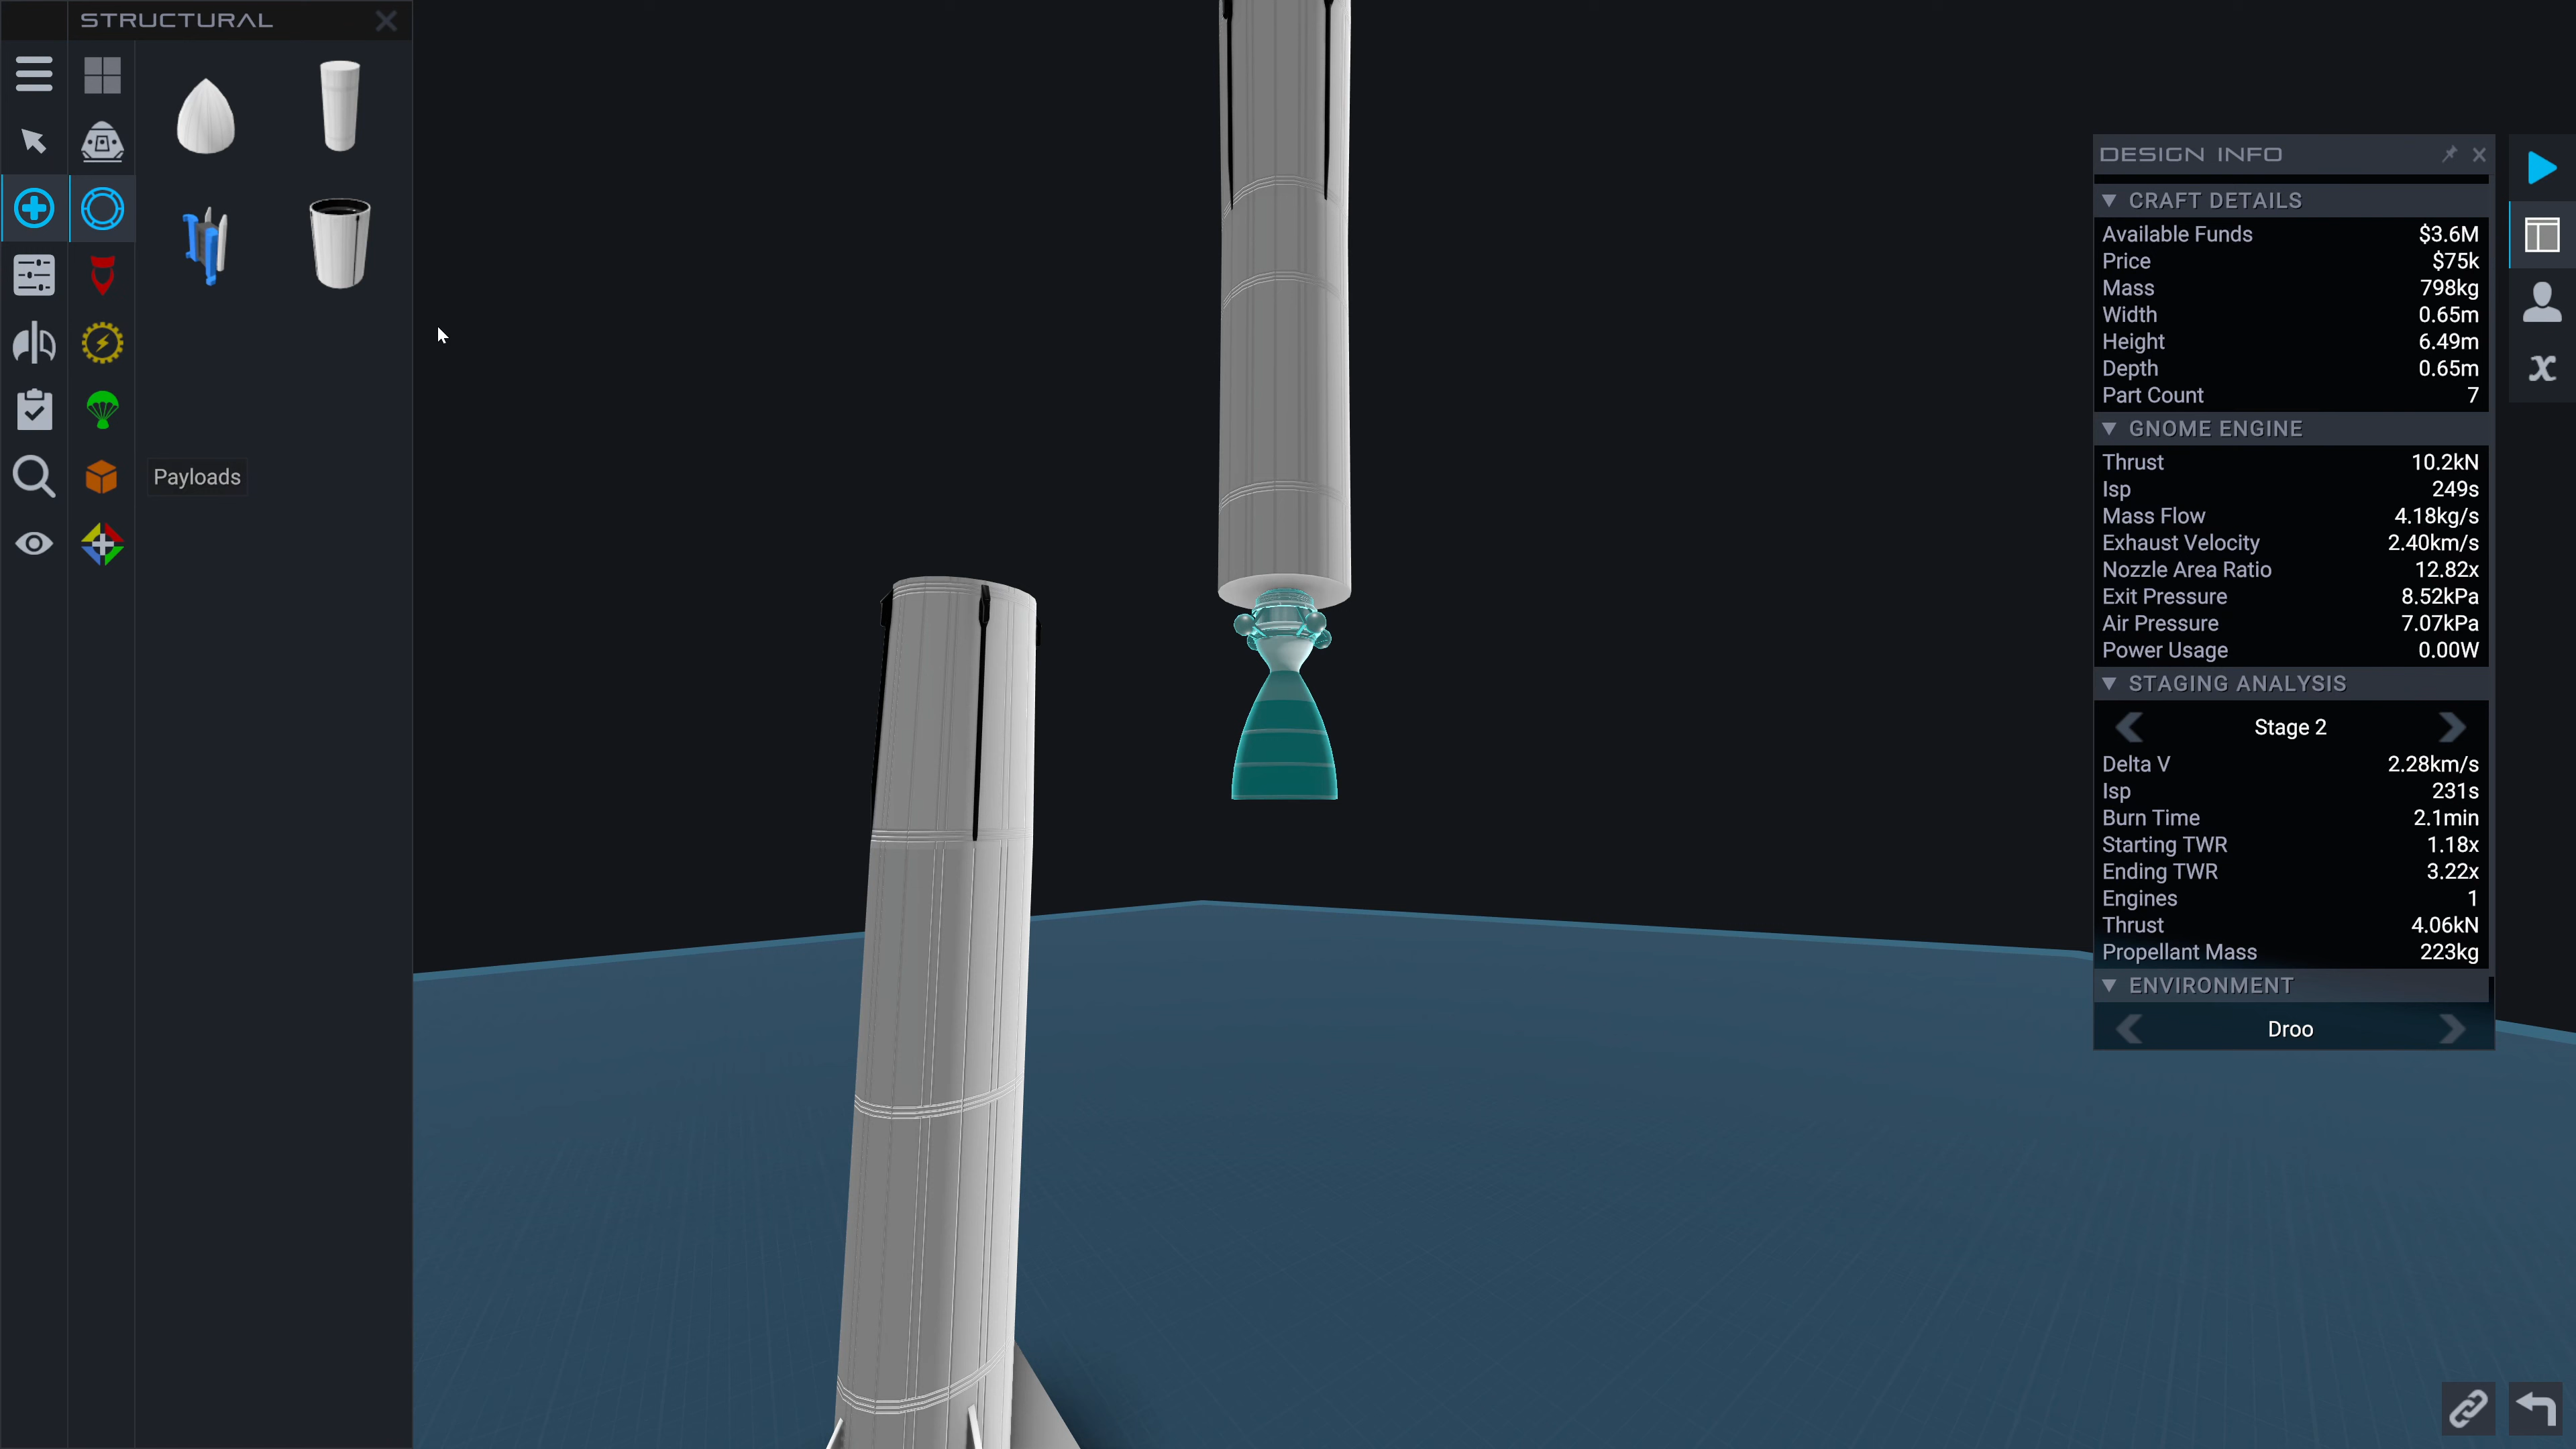 STRUCTURAL
Payloads
DESIGN INFO
CRAFT DETAILS
Available Funds $3.6M
Price $75k
Mass 798kg
Width 0.65m
Height 6.49m
Depth 0.65m
Part Count 7
GNOME ENGINE
Thrust 10.2kN
Isp 249s
Mass Flow 4.18kg/s
Exhaust Velocity 2.40km/s
Nozzle Area Ratio 12.82x
Exit Pressure 8.52kPa
Air Pressure 7.07kPa
Power Usage 0.00W
STAGING ANALYSIS
Stage 2
Delta V 2.28km/s
Isp 231s
Burn Time 2.1min
Starting TWR 1.18x
Ending TWR 3.22x
Engines 1
Thrust 4.06kN
Propellant Mass 223kg
ENVIRONMENT
Droo